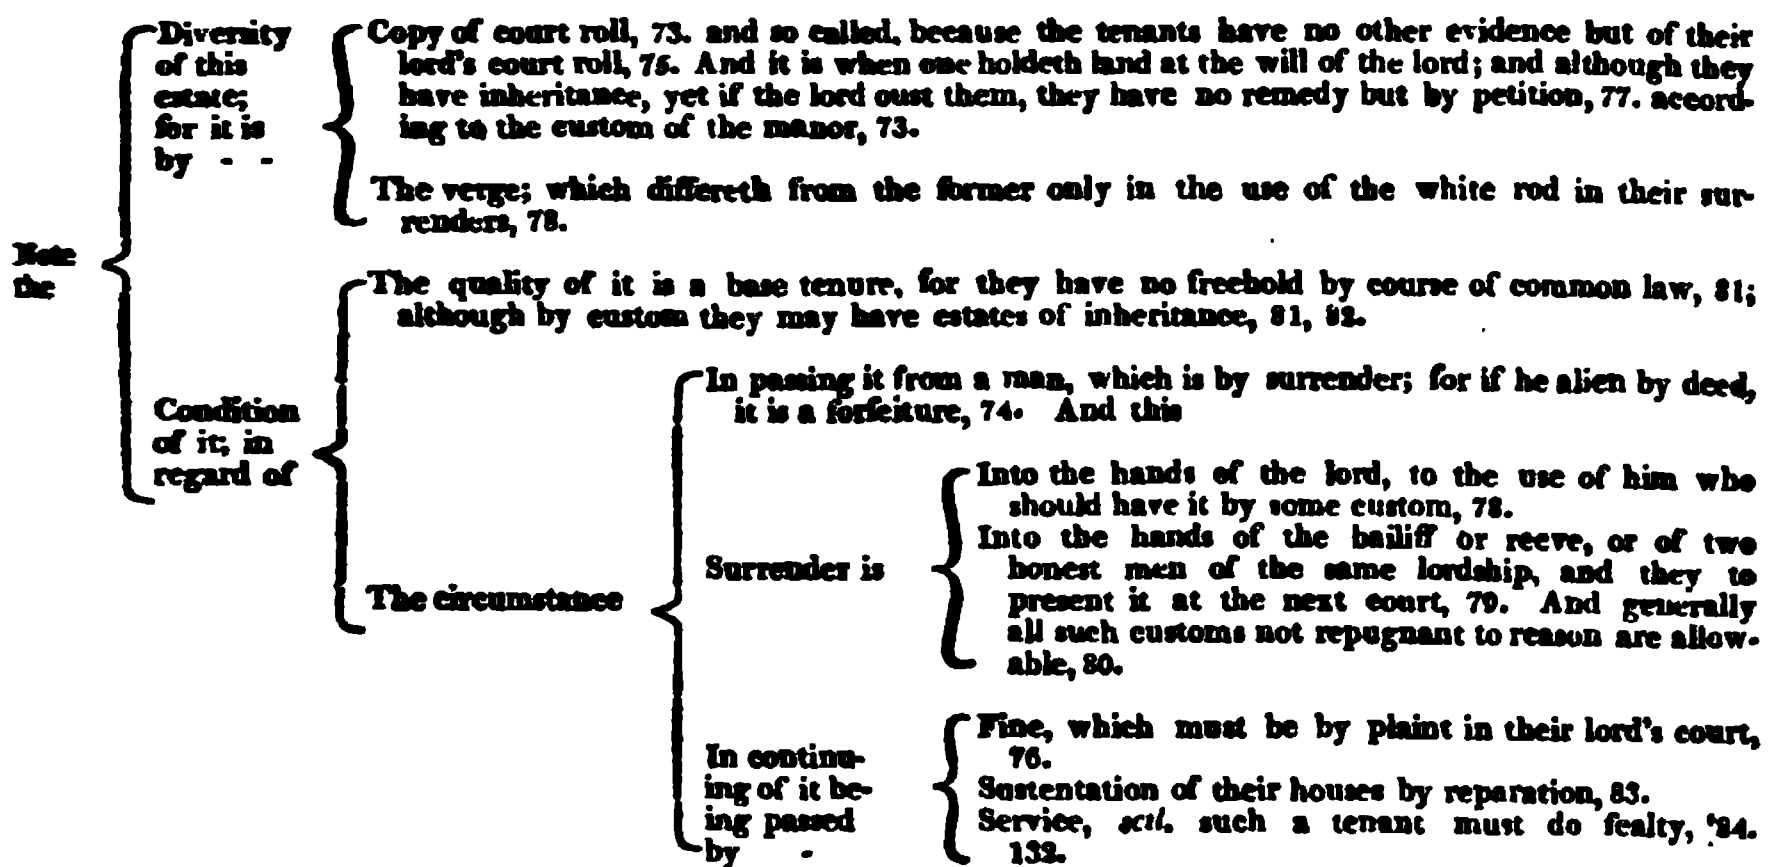 Note
the
Diversity
of this
estate;
for it is
by - -
Copy of court roll, 73. and so called, because the tenants have no other evidence but of their
lord's court roll, 75. And it is when one holdeth land at the will of the lord; and although they
have inheritance, yet if the lord oust them, they have no remedy but by petition, 77. accord-
ing to the custom of the manor, 73.
The verge; which differeth from the former only in the use of the white rod in their sur-
renders, 78.
Condition
of it; in
regard of
The quality of it is a base tenure, for they have no freehold by course of common law, 81;
although by custom they may have estates of inheritance, 81, 82.
The circumstance
In passing it from a man, which is by surrender; for if he alien by deed,
it is a forfeiture, 74. And this
Surrender is
Into the hands of the lord, to the use of him who
should have it by some custom, 78.
Into the hands of the bailiff or reeve, or of two
honest men of the same lordship, and they to
present it at the next court, 79. And generally
all such customs not repugnant to reason are allow-
able, 80.
In continu-
ing of it be-
ing passed
by -
Fine, which must be by plaint in their lord's court,
76.
Sustentation of their houses by reparation, 83.
Service, scil. such a tenant must do fealty, 84.
132.